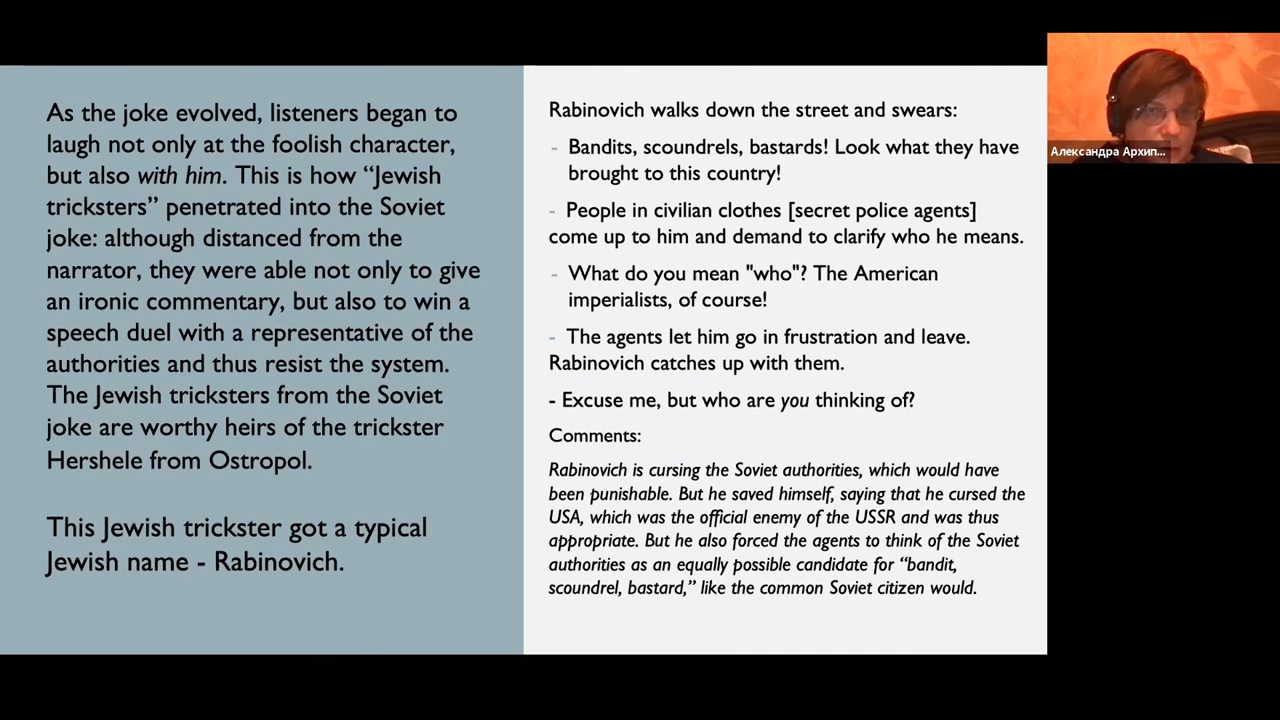 As the joke evolved, listeners began to
laugh not only at the foolish character,
but also with him. This is how “Jewish
tricksters” penetrated into the Soviet
joke: although distanced from the
narrator, they were able not only to give
an ironic commentary, but also to win a
speech duel with a representative of the
authorities and thus resist the system.
The Jewish tricksters from the Soviet
joke are worthy heirs of the trickster
Hershele from Ostropol.
This Jewish trickster got a typical
Jewish name - Rabinovich.
Rabinovich walks down the street and swears:
- Bandits, scoundrels, bastards! Look what they have
brought to this country!
- People in civilian clothes [secret police agents]
come up to him and demand to clarify who he means.
- What do you mean "who"? The American
imperialists, of course!
- The agents let him go in frustration and leave.
Rabinovich catches up with them.
- Excuse me, but who are you thinking of?
Comments:
Rabinovich is cursing the Soviet authorities, which would have
been punishable. But he saved himself, saying that he cursed the
USA, which was the official enemy of the USSR and was thus
appropriate. But he also forced the agents to think of the Soviet
authorities as an equally possible candidate for “bandit,
scoundrel, bastard,” like the common Soviet citizen would.
Александра Архип...